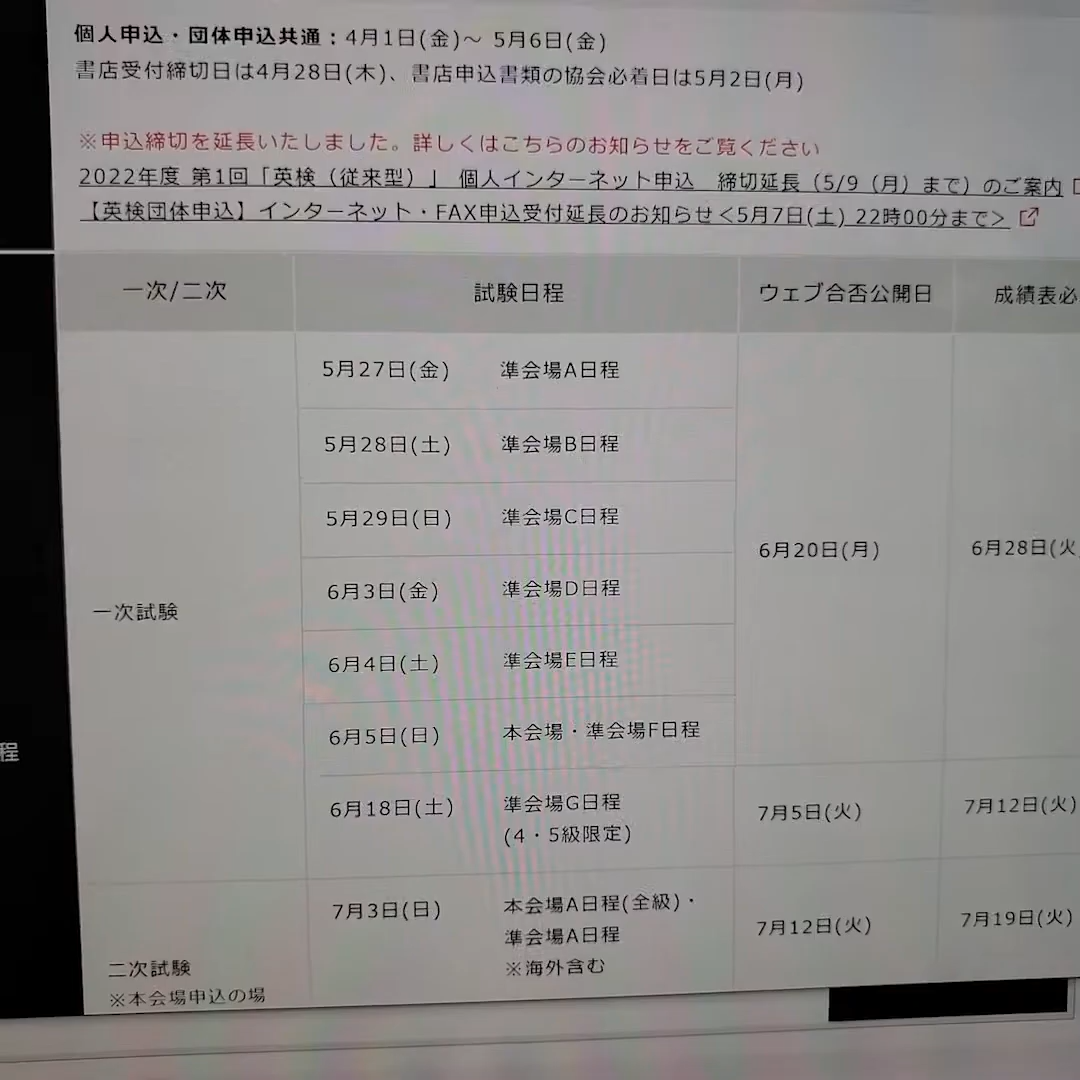 個人申込・団体申込共通：4月1日(金)～ 5月6日(金)
書店受付締切日は4月28日(木)、書店申込書類の協会必着日は5月2日(月)
※申込締切を延長いたしました。詳しくはこちらのお知らせをご覧ください
2022年度 第1回「英検（従来型）」 個人インターネット申込　締切延長（5/9（月）まで）のご案内
【英検団体申込】インターネット・FAX申込受付延長のお知らせ＜5月7日(土) 22時00分まで＞
一次/二次 試験日程 ウェブ合否公開日 成績表必
5月27日(金) 準会場A日程
5月28日(土) 準会場B日程
5月29日(日) 準会場C日程
6月20日(月) 6月28日(火
6月3日(金) 準会場D日程
一次試験
6月4日(土) 準会場E日程
6月5日(日) 本会場・準会場F日程
程
6月18日(土) 準会場G日程
(4・5級限定)
7月5日(火) 7月12日(火)
7月3日(日) 本会場A日程(全級)・
準会場A日程
※海外含む
7月12日(火) 7月19日(火)
二次試験
※本会場申込の場